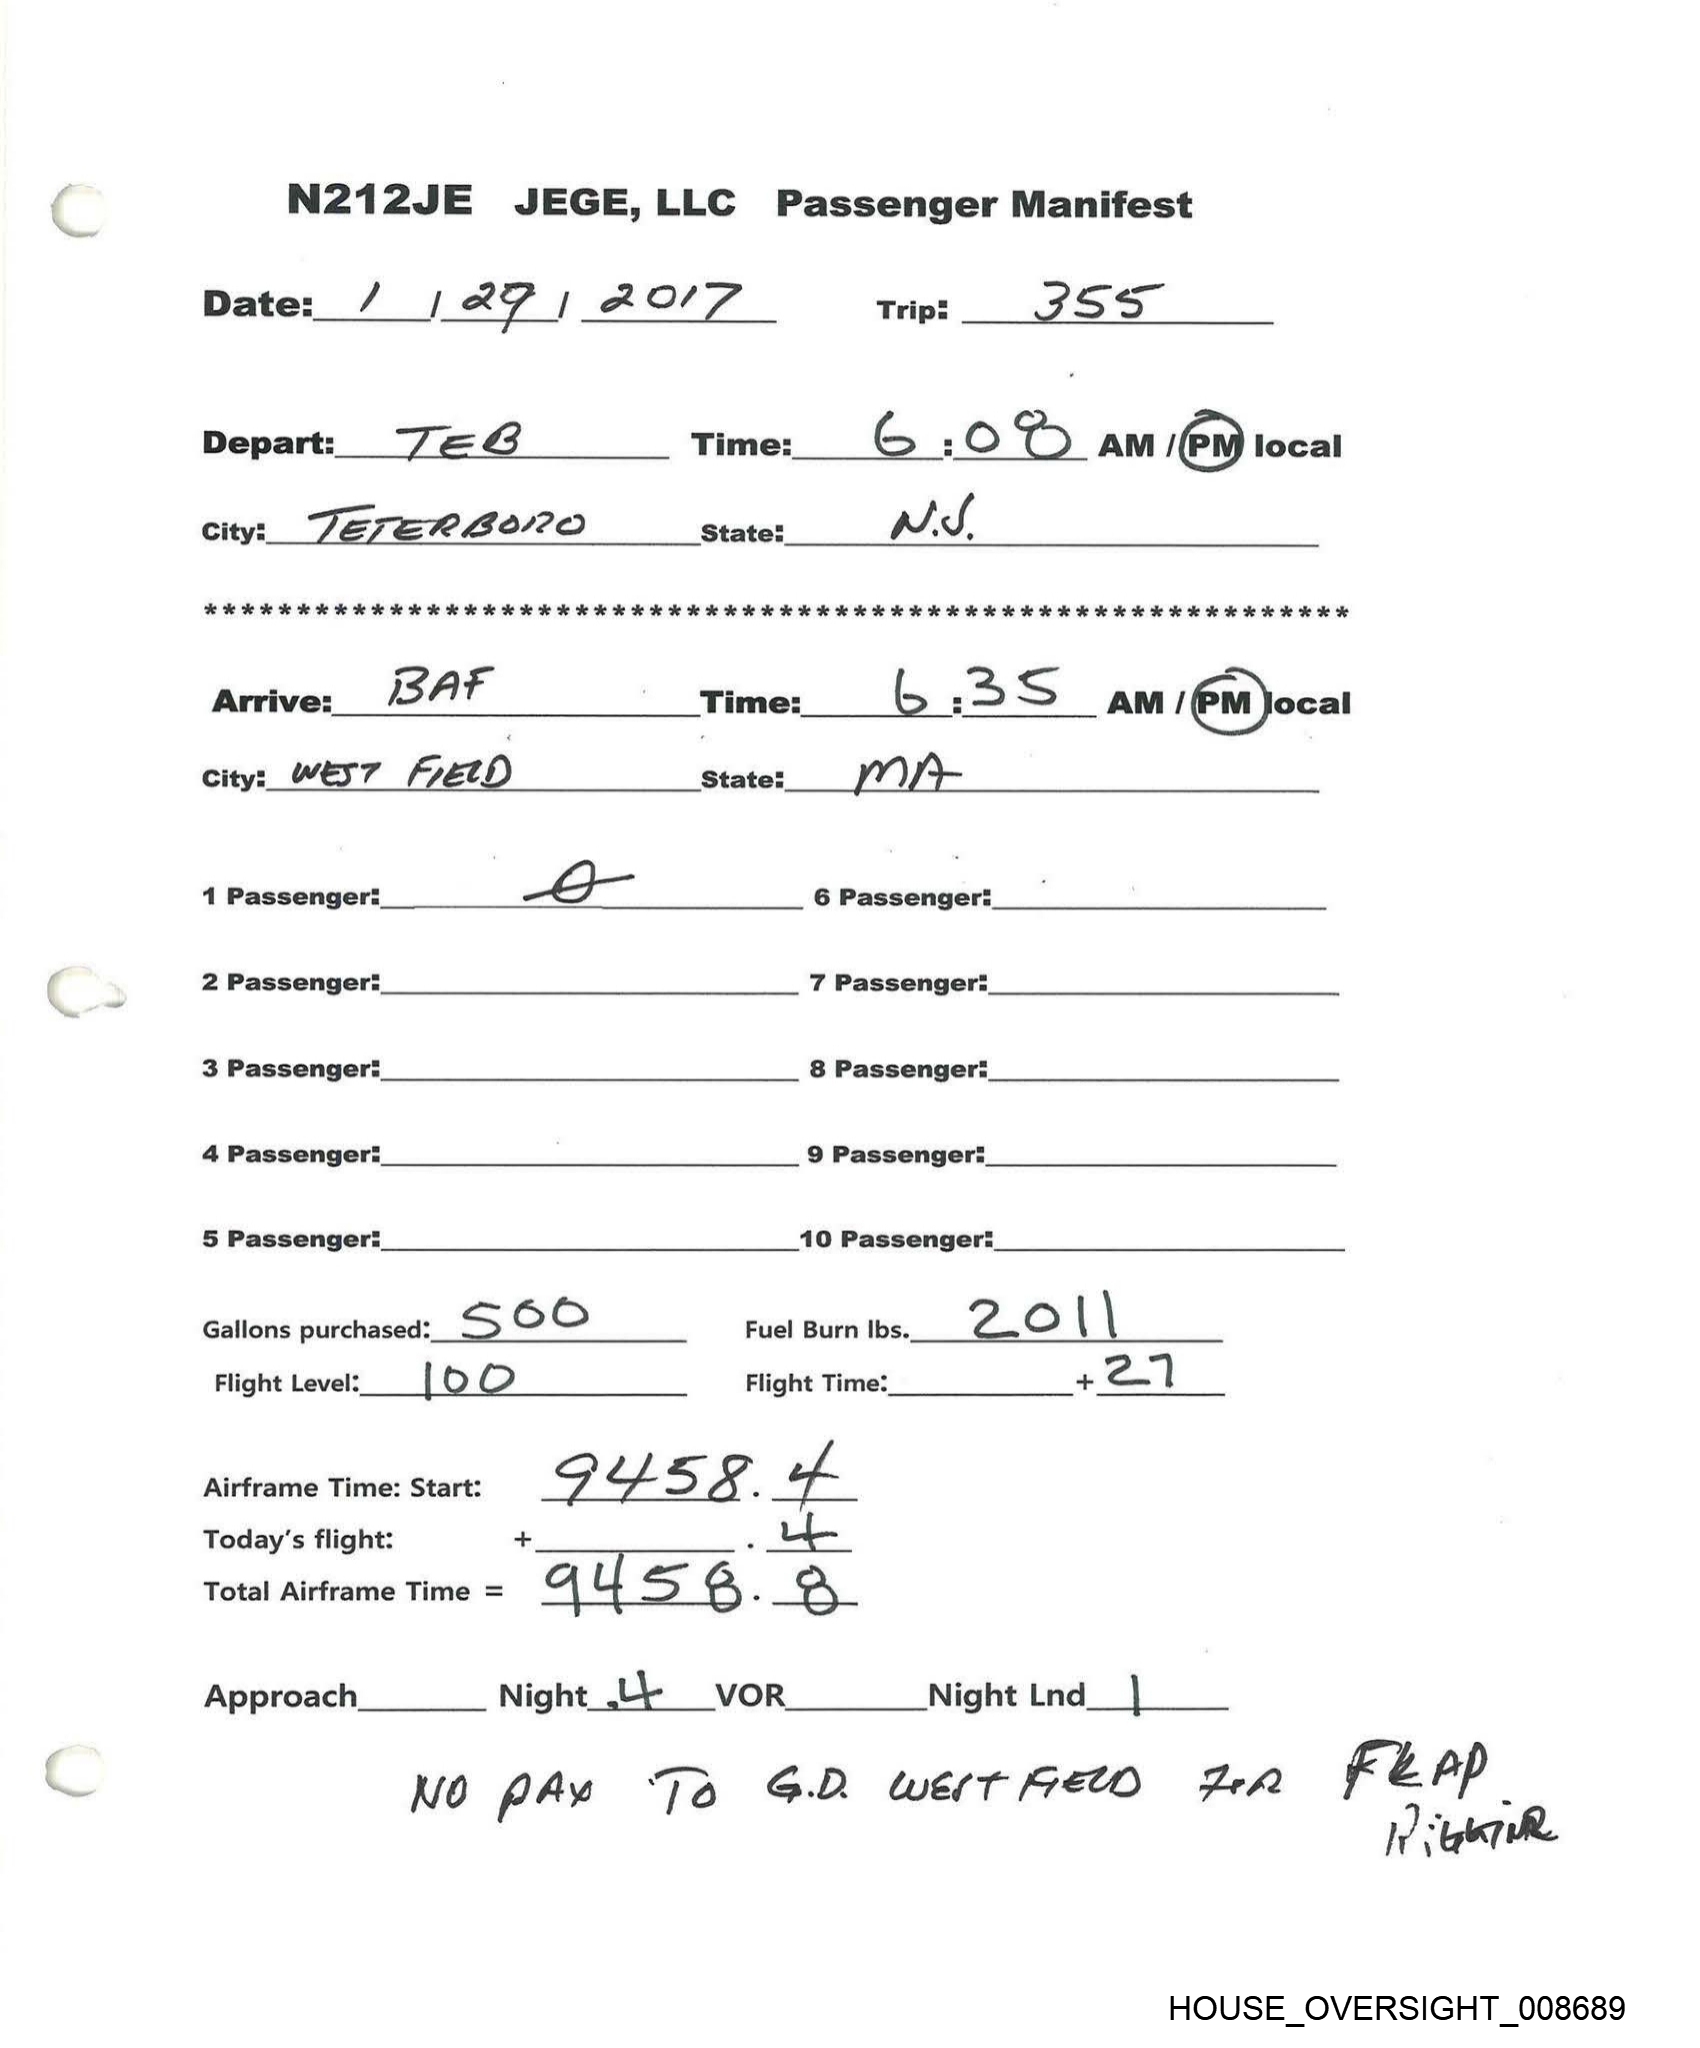 N212JE JEGE, LLC Passenger Manifest
Date: 1 / 29 / 2017 Trip: 355
Depart: TEB Time: 6:08 AM / PM local
City: TETERBORO State: N.J.
**************************************************************
Arrive: BAF Time: 6:35 AM / PM local
City: WEST FIELD State: MA
1 Passenger: 0 6 Passenger:
2 Passenger: 7 Passenger:
3 Passenger: 8 Passenger:
4 Passenger: 9 Passenger:
5 Passenger: 10 Passenger:
Gallons purchased: 500 Fuel Burn lbs. 2011
Flight Level: 100 Flight Time: + 27
Airframe Time: Start: 9458.4
Today's flight: + .4
Total Airframe Time = 9458.8
Approach Night .4 VOR Night Lnd 1
NO PAX TO G.D. WESTFIELD FOR FLAP
RIGGING
HOUSE_OVERSIGHT_008689